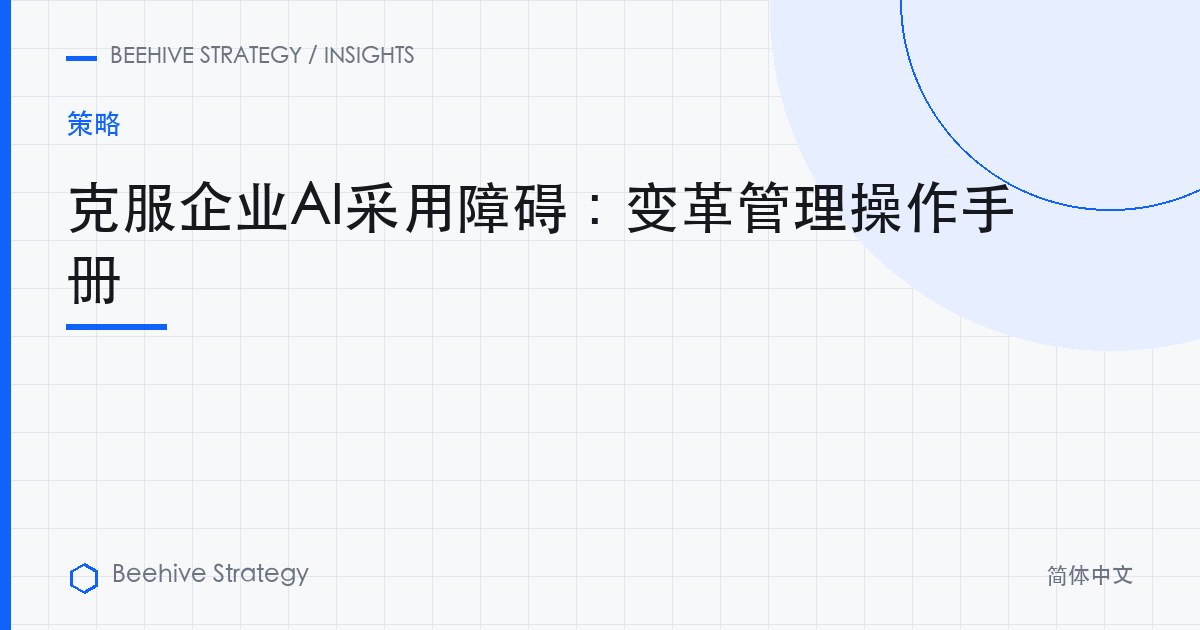 BEEHIVE STRATEGY / INSIGHTS
策略
克服企业AI采用障碍：变革管理操作手
册
Beehive Strategy
简体中文